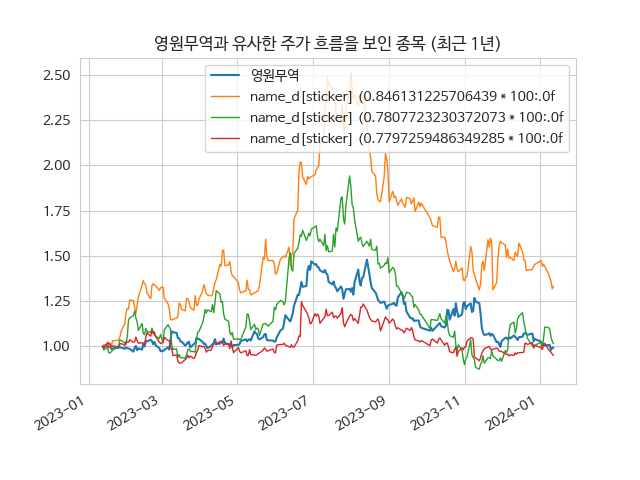 영원무역과 유사한 주가 흐름을 보인 종목 (최근 1년)
영원무역
name_d[sticker] (0.846131225706439 * 100:.0f
name_d[sticker] (0.7807723230372073 * 100:.0f
name_d[sticker] (0.7797259486349285 * 100:.0f
2.50
2.25
2.00
1.75
1.50
1.25
1.00
2023-01
2023-03
2023-05
2023-07
2023-09
2023-11
2024-01